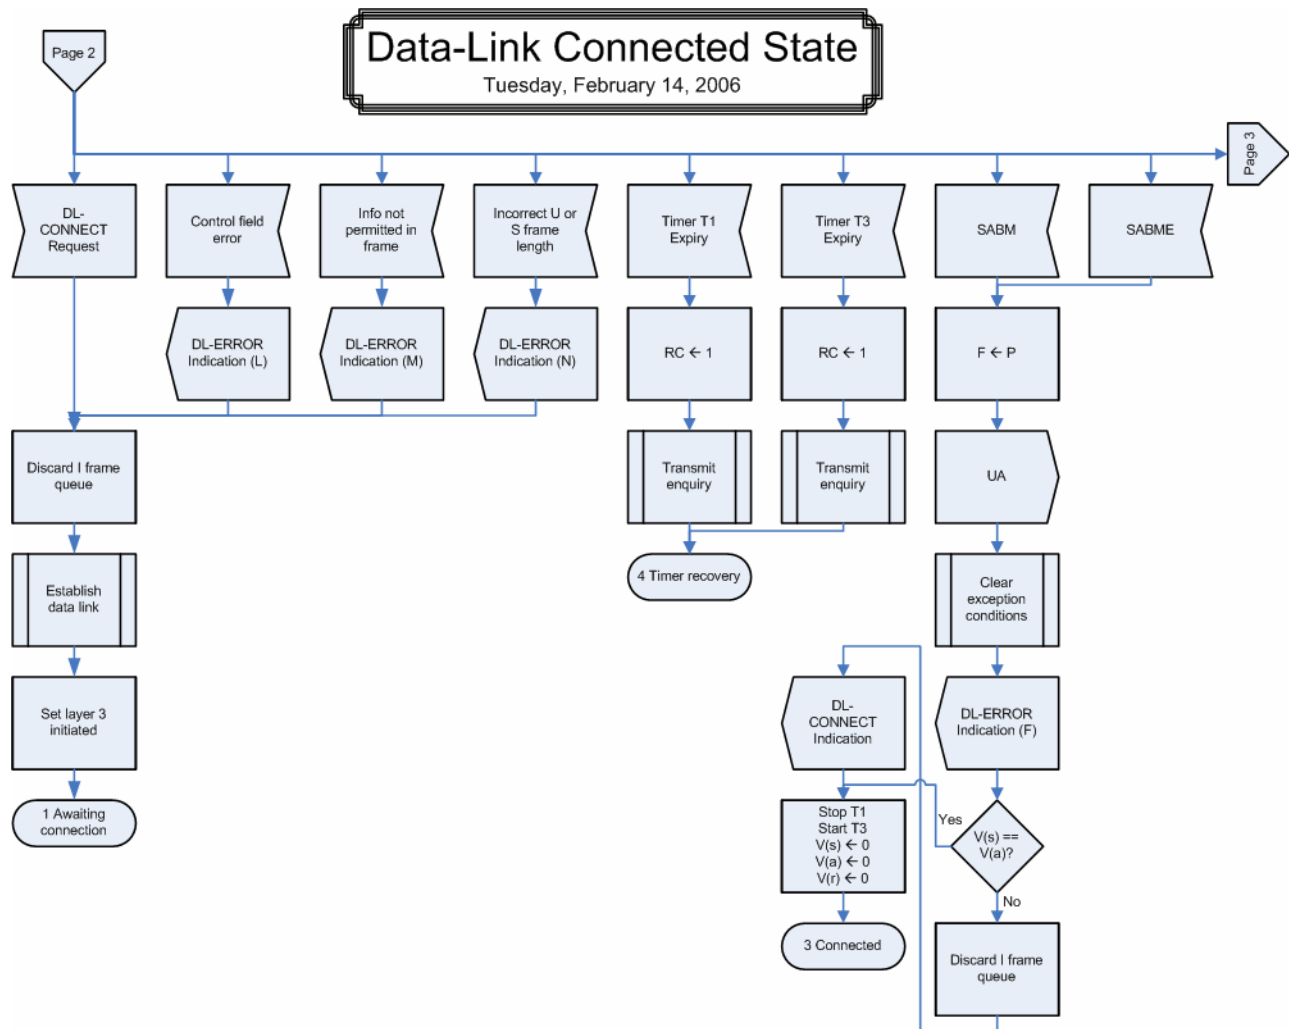 Page 2
Data-Link Connected State
Tuesday, February 14, 2006
Page 3
DL-
CONNECT
Request
Control field
error
Info not
permitted in
frame
Incorrect U or
S frame
length
Timer T1
Expiry
Timer T3
Expiry
SABM
SABME
DL-ERROR
Indication (L)
DL-ERROR
Indication (M)
DL-ERROR
Indication (N)
RC ← 1
RC ← 1
F ← P
Discard I frame
queue
Transmit
enquiry
Transmit
enquiry
UA
Establish
data link
4 Timer recovery
Clear
exception
conditions
Set layer 3
initiated
DL-
CONNECT
Indication
DL-ERROR
Indication (F)
1 Awaiting
connection
Stop T1
Start T3
V(s) ← 0
V(a) ← 0
V(r) ← 0
Yes
V(s) ==
V(a)?
No
3 Connected
Discard I frame
queue